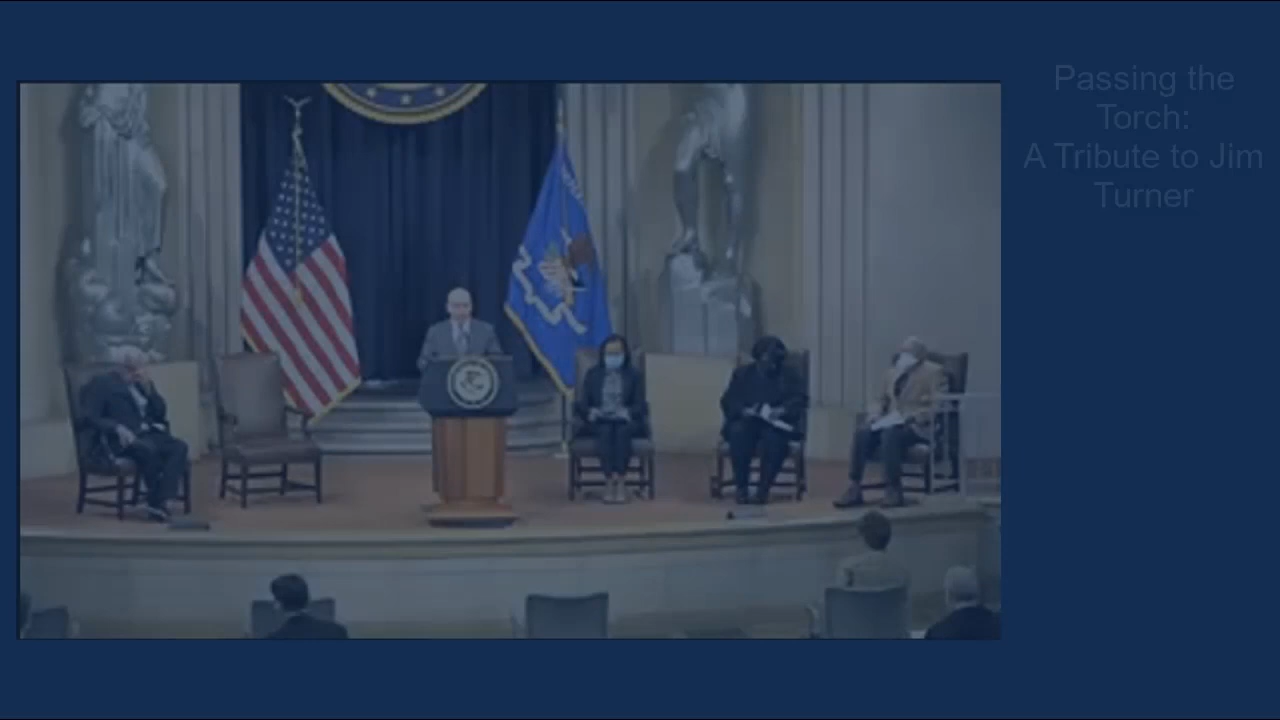 Passing the
Torch:
A Tribute to Jim
Turner